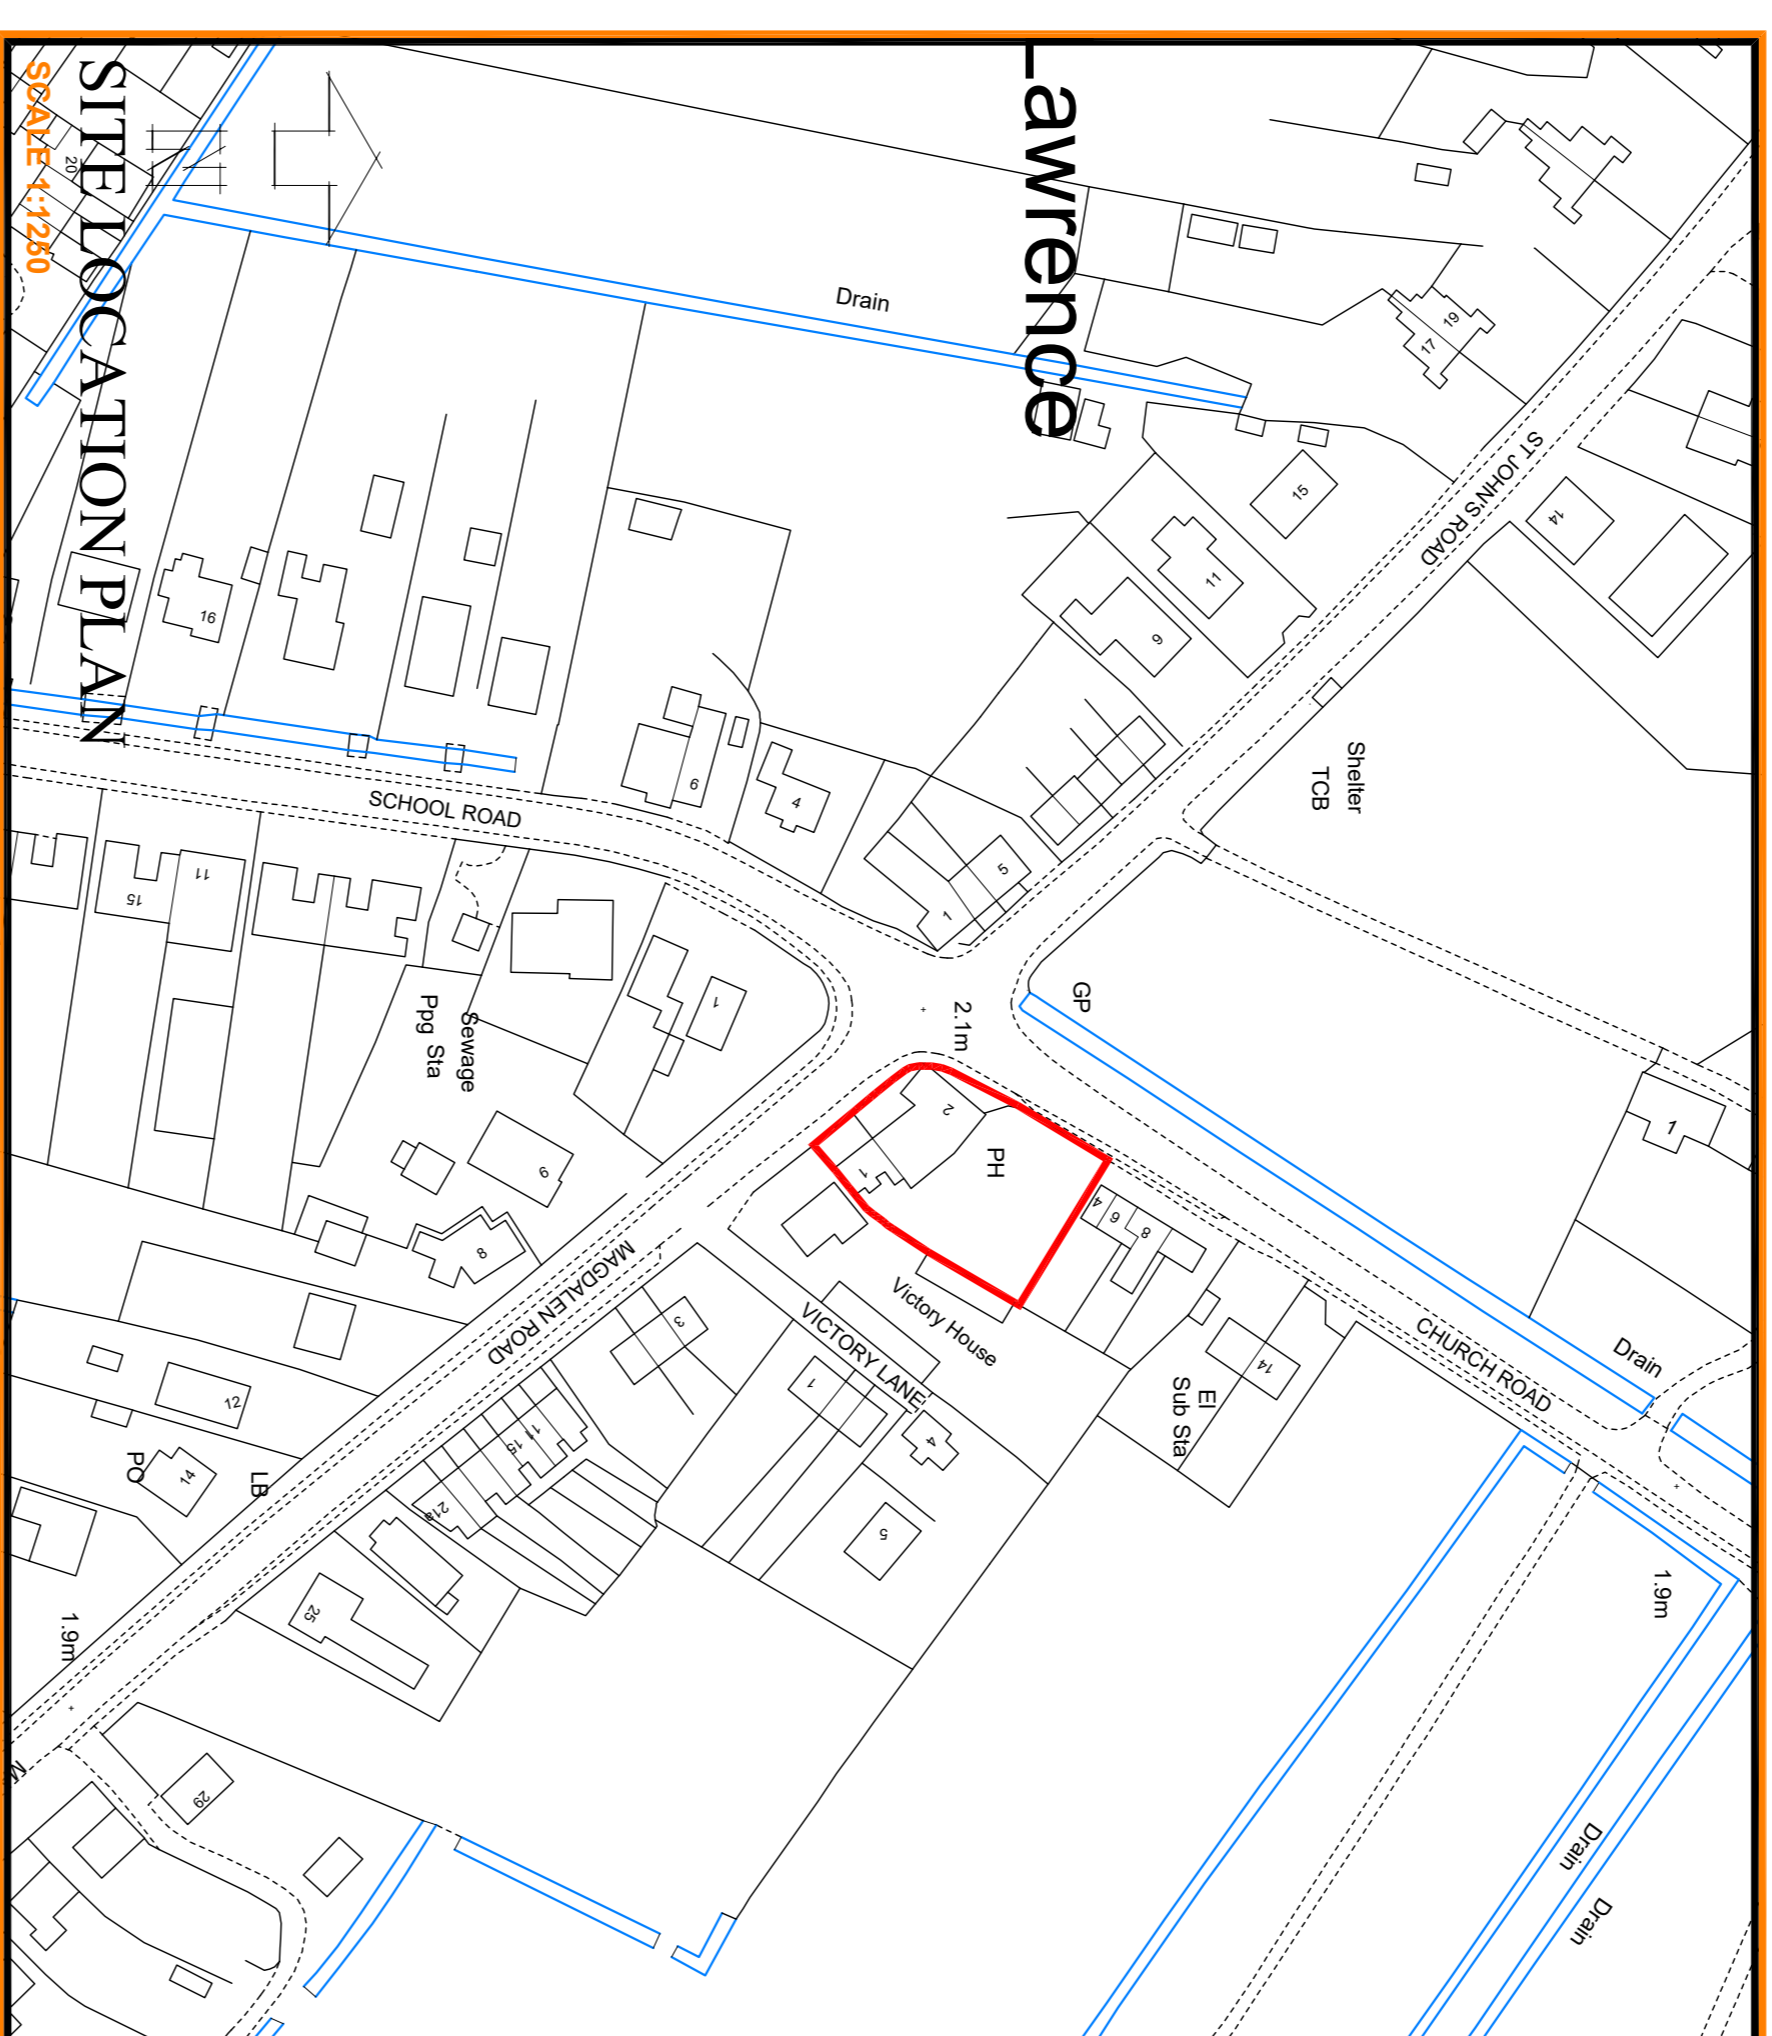 Lawrence
SITE LOCATION PLAN
SCALE 1:1250
20
Drain
19
17
ST JOHN'S ROAD
14
15
11
9
16
6
4
5
1
Shelter
TCB
SCHOOL ROAD
15
11
GP
2.1m
1
Sewage
Ppg Sta
2
PH
1
1
4
6
8
9
8
Victory House
VICTORY LANE
MAGDALEN ROAD
CHURCH ROAD
Drain
El
Sub Sta
14
3
1
4
5
12
PO
14
LB
11
15
21a
25
1.9m
1.9m
29
M
Drain
Drain